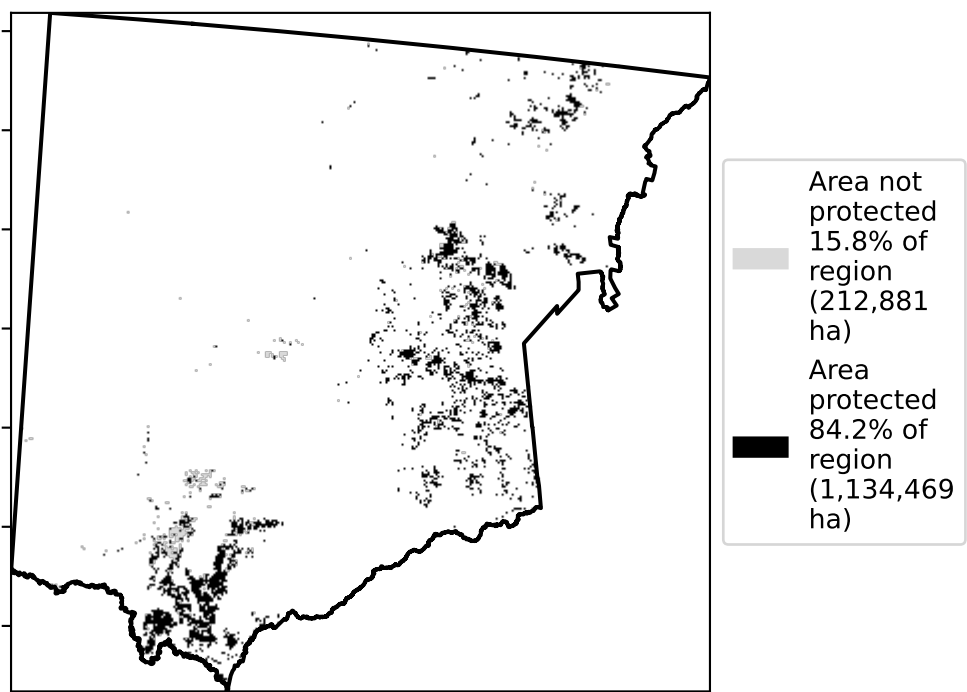 Area not
protected
15.8% of
region
(212,881
ha)
Area
protected
84.2% of
region
(1,134,469
ha)